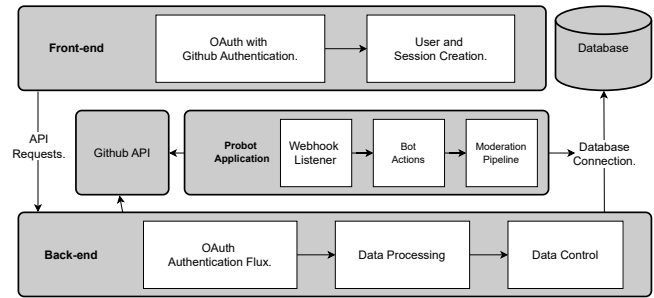 Front-end
OAuth with
Github Authentication.
User and
Session Creation.
Database
API
Requests.
Github API
Probot
Application
Webhook
Listener
Bot
Actions
Moderation
Pipeline
Database
Connection.
Back-end
OAuth
Authentication Flux.
Data Processing
Data Control